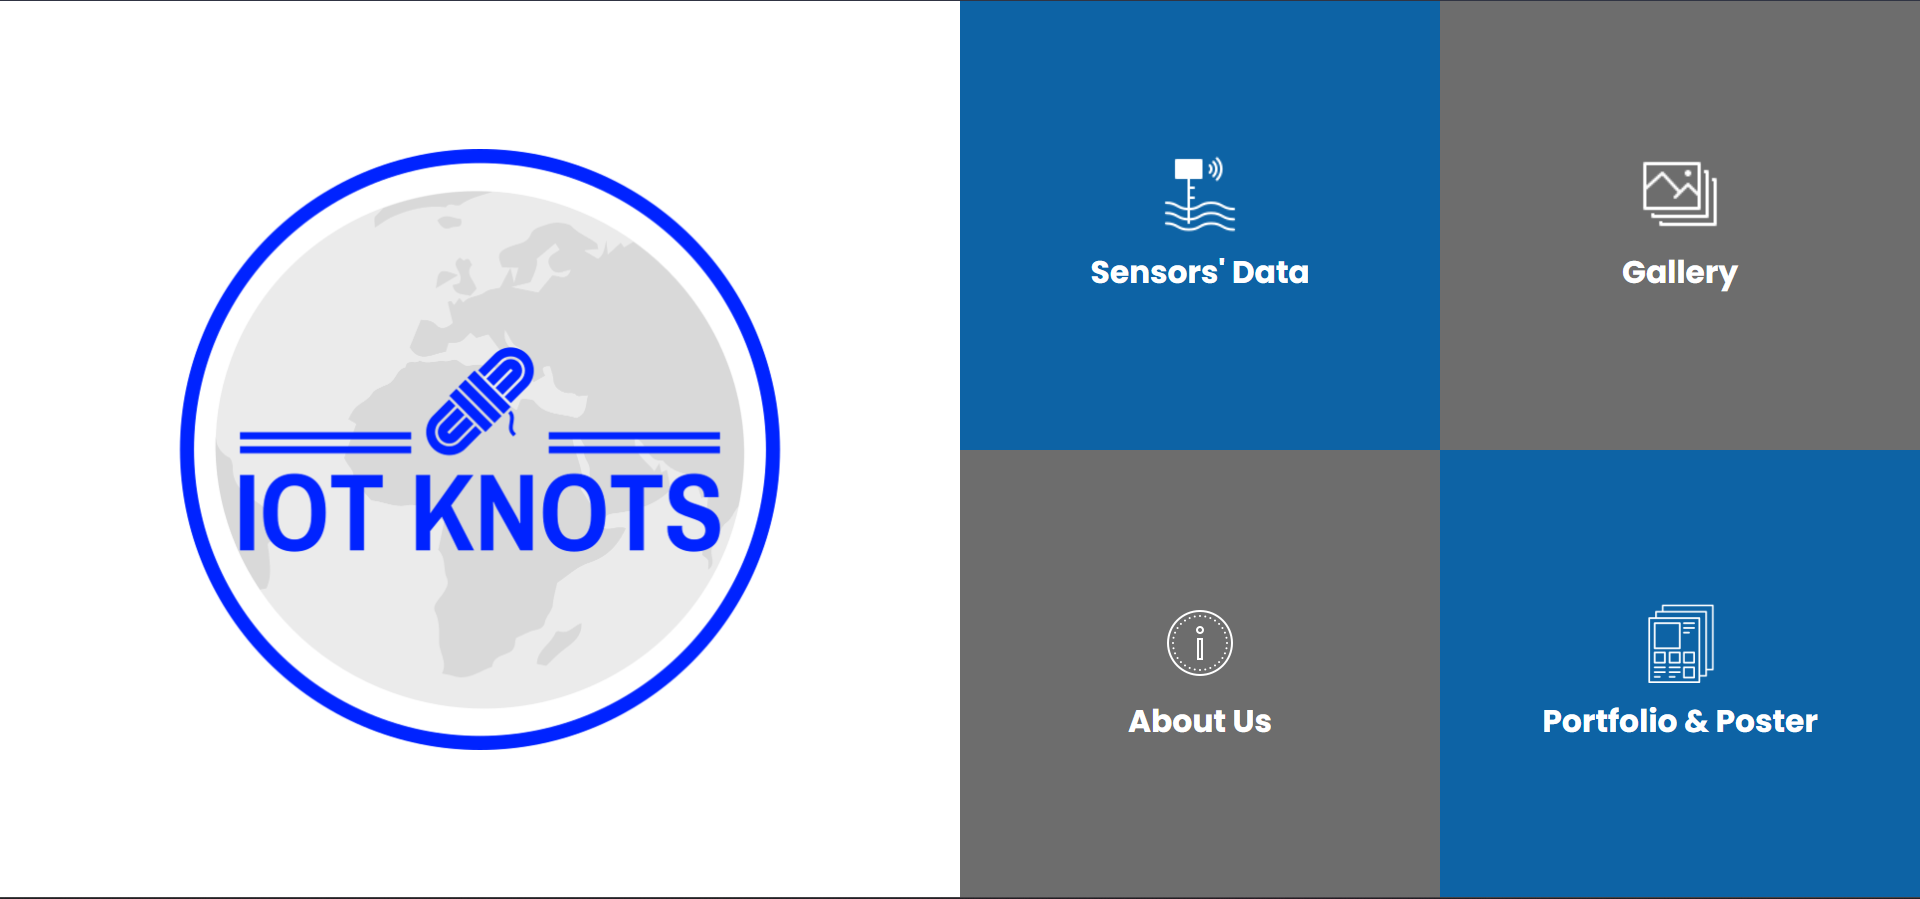 IOT KNOTS
Sensors' Data
Gallery
About Us
Portfolio & Poster